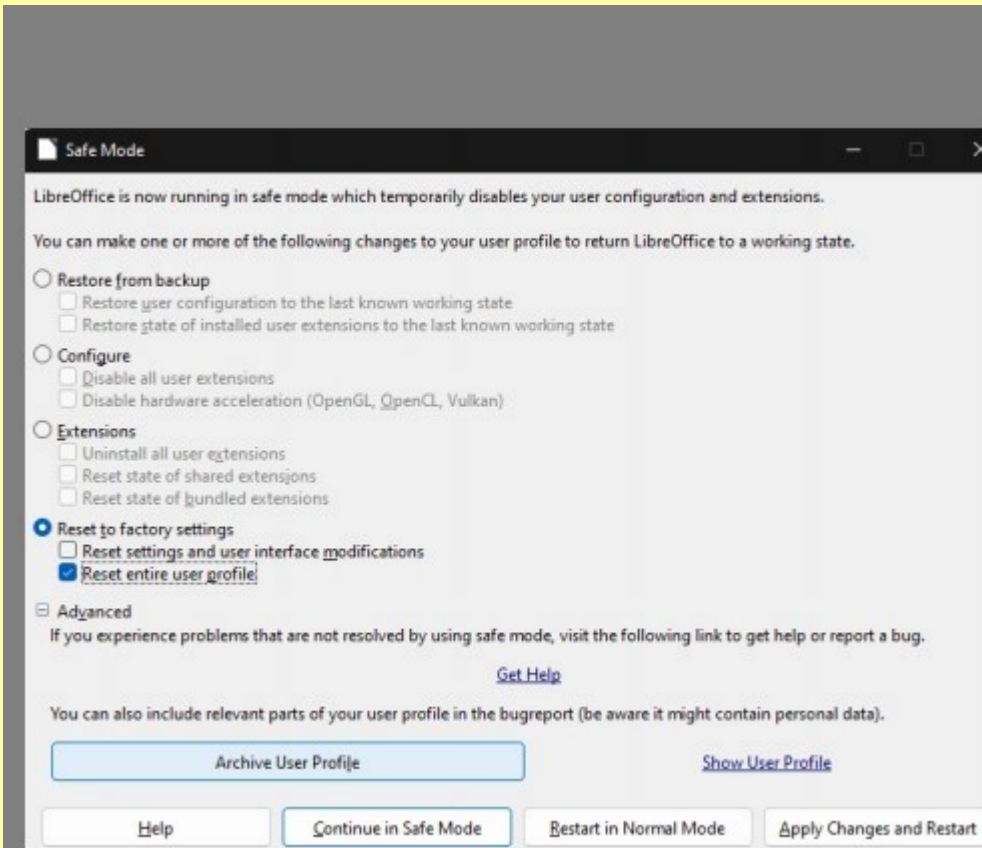 Safe Mode
LibreOffice is now running in safe mode which temporarily disables your user configuration and extensions.
You can make one or more of the following changes to your user profile to return LibreOffice to a working state.
Restore from backup
Restore user configuration to the last known working state
Restore state of installed user extensions to the last known working state
Configure
Disable all user extensions
Disable hardware acceleration (OpenGL, OpenCL, Vulkan)
Extensions
Uninstall all user extensions
Reset state of shared extensions
Reset state of bundled extensions
Reset to factory settings
Reset settings and user interface modifications
Reset entire user profile
Advanced
If you experience problems that are not resolved by using safe mode, visit the following link to get help or report a bug.
Get Help
You can also include relevant parts of your user profile in the bugreport (be aware it might contain personal data).
Archive User Profile Show User Profile
Help Continue in Safe Mode Restart in Normal Mode Apply Changes and Restart